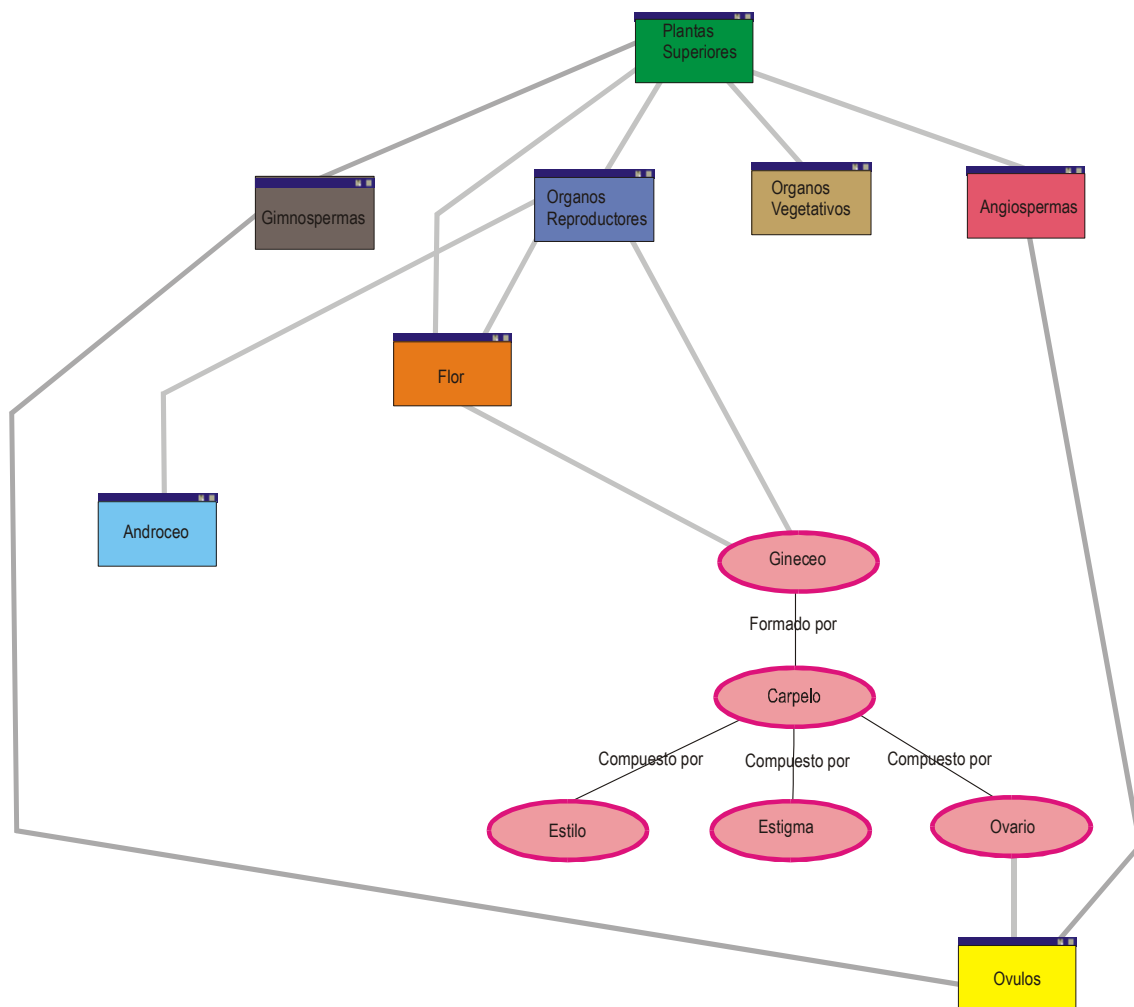 Plantas
Superiores
Gimnospermas
Organos
Reproductores
Organos
Vegetativos
Angiospermas
Flor
Androceo
Gineceo
Formado por
Carpelo
Compuesto por
Compuesto por
Compuesto por
Estilo
Estigma
Ovario
Ovulos